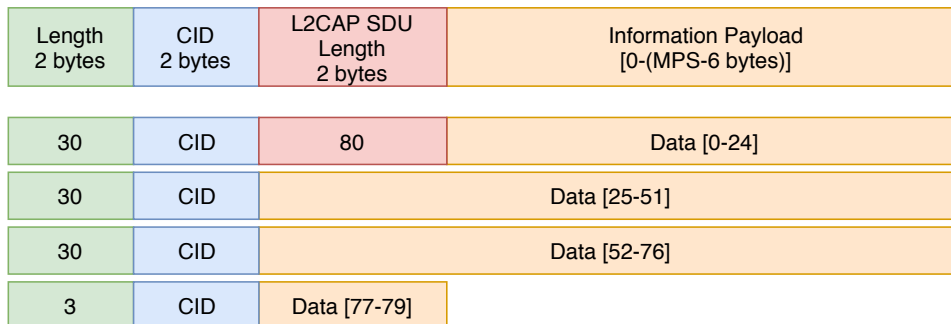 Length
2 bytes
CID
2 bytes
L2CAP SDU
Length
2 bytes
Information Payload
[0-(MPS-6 bytes)]
30
CID
80
Data [0-24]
30
CID
Data [25-51]
30
CID
Data [52-76]
3
CID
Data [77-79]